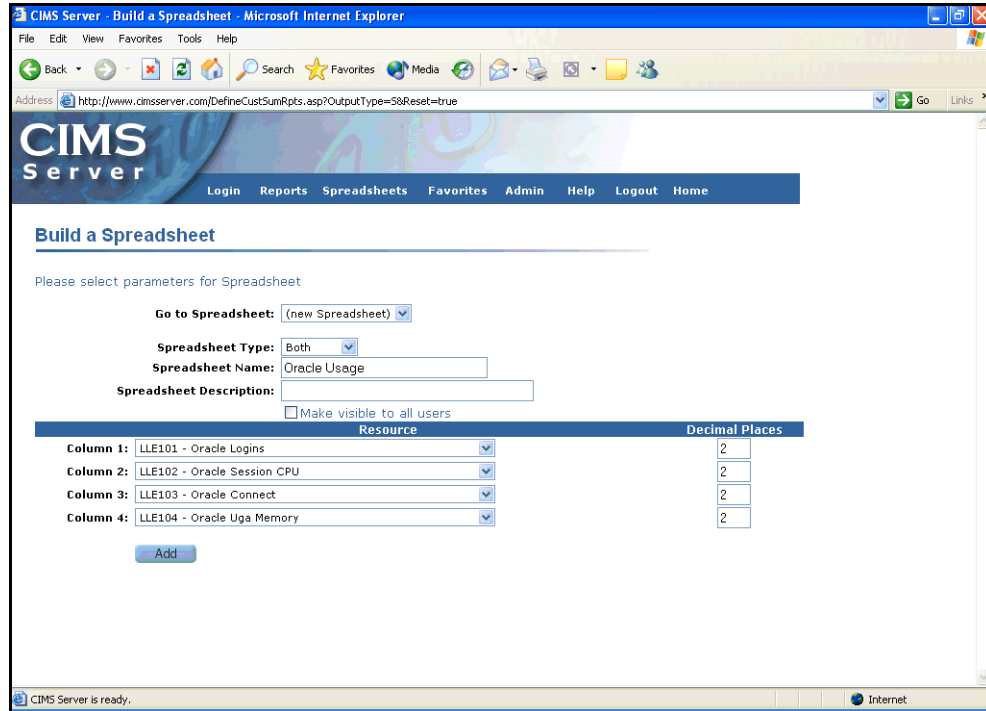 CIMS Server - Build a Spreadsheet - Microsoft Internet Explorer
File Edit View Favorites Tools Help
Back Search Favorites Media
Address http://www.cimsserver.com/DefineCustSumRpts.asp?OutputType=S&Reset=true Go Links
CIMS
Server
Login Reports Spreadsheets Favorites Admin Help Logout Home
Build a Spreadsheet
Please select parameters for Spreadsheet
Go to Spreadsheet: (new Spreadsheet)
Spreadsheet Type: Both
Spreadsheet Name: Oracle Usage
Spreadsheet Description:
Make visible to all users
Resource Decimal Places
Column 1: LLE101 - Oracle Logins 2
Column 2: LLE102 - Oracle Session CPU 2
Column 3: LLE103 - Oracle Connect 2
Column 4: LLE104 - Oracle Uga Memory 2
Add
CIMS Server is ready. Internet